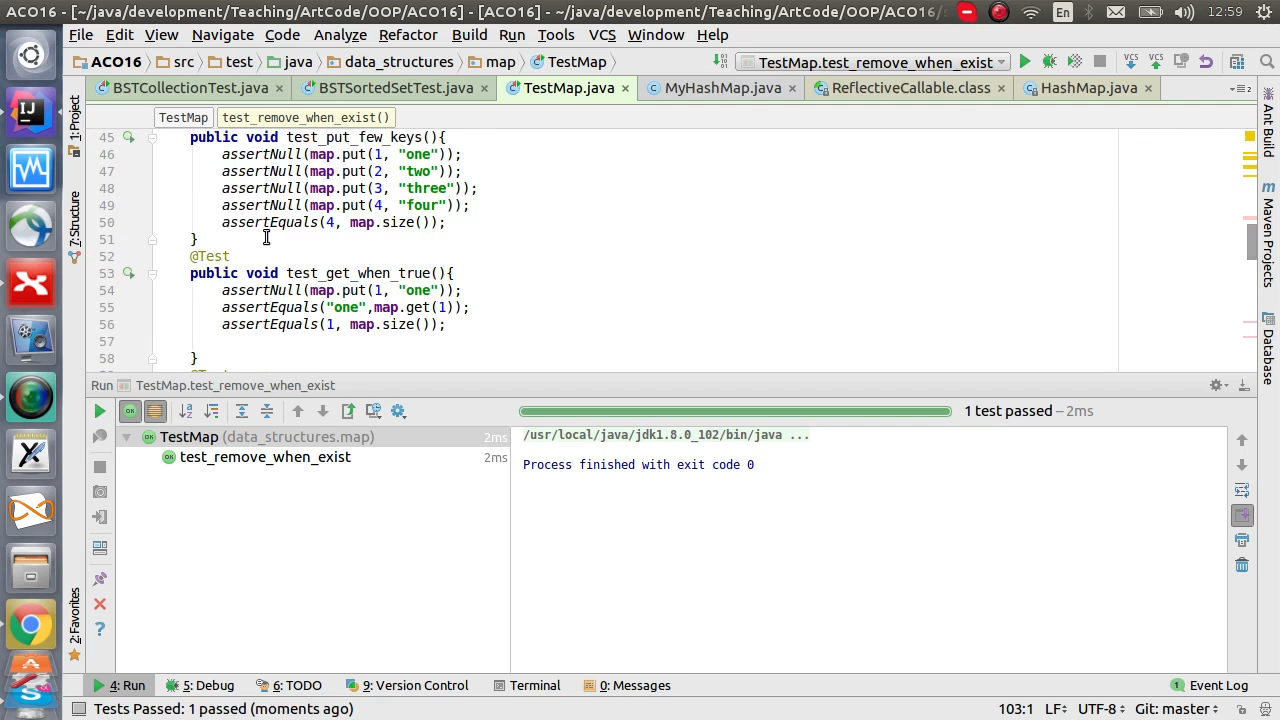 ACO16 - [~/java/development/Teaching/ArtCode/OOP/ACO16] - [ACO16] - ~/java/development/Teaching/ArtCode/OOP/ACO16/
En 12:59
File Edit View Navigate Code Analyze Refactor Build Run Tools VCS Window Help
ACO16 src test java data_structures map TestMap TestMap.test_remove_when_exist VCS VCS
BSTCollectionTest.java BSTSortedSetTest.java TestMap.java MyHashMap.java ReflectiveCallable.class HashMap.java
TestMap test_remove_when_exist()
45 public void test_put_few_keys(){
46 assertNull(map.put(1, "one"));
47 assertNull(map.put(2, "two"));
48 assertNull(map.put(3, "three"));
49 assertNull(map.put(4, "four"));
50 assertEquals(4, map.size());
51 }
52 @Test
53 public void test_get_when_true(){
54 assertNull(map.put(1, "one"));
55 assertEquals("one",map.get(1));
56 assertEquals(1, map.size());
57
58 }
Run TestMap.test_remove_when_exist
1 test passed – 2ms
TestMap (data_structures.map) 2ms
test_remove_when_exist 2ms
/usr/local/java/jdk1.8.0_102/bin/java ...
Process finished with exit code 0
1: Project
7: Structure
2: Favorites
Ant Build
Maven Projects
Database
4: Run 5: Debug 6: TODO 9: Version Control Terminal 0: Messages 1 Event Log
Tests Passed: 1 passed (moments ago) 103:1 LF UTF-8 Git: master